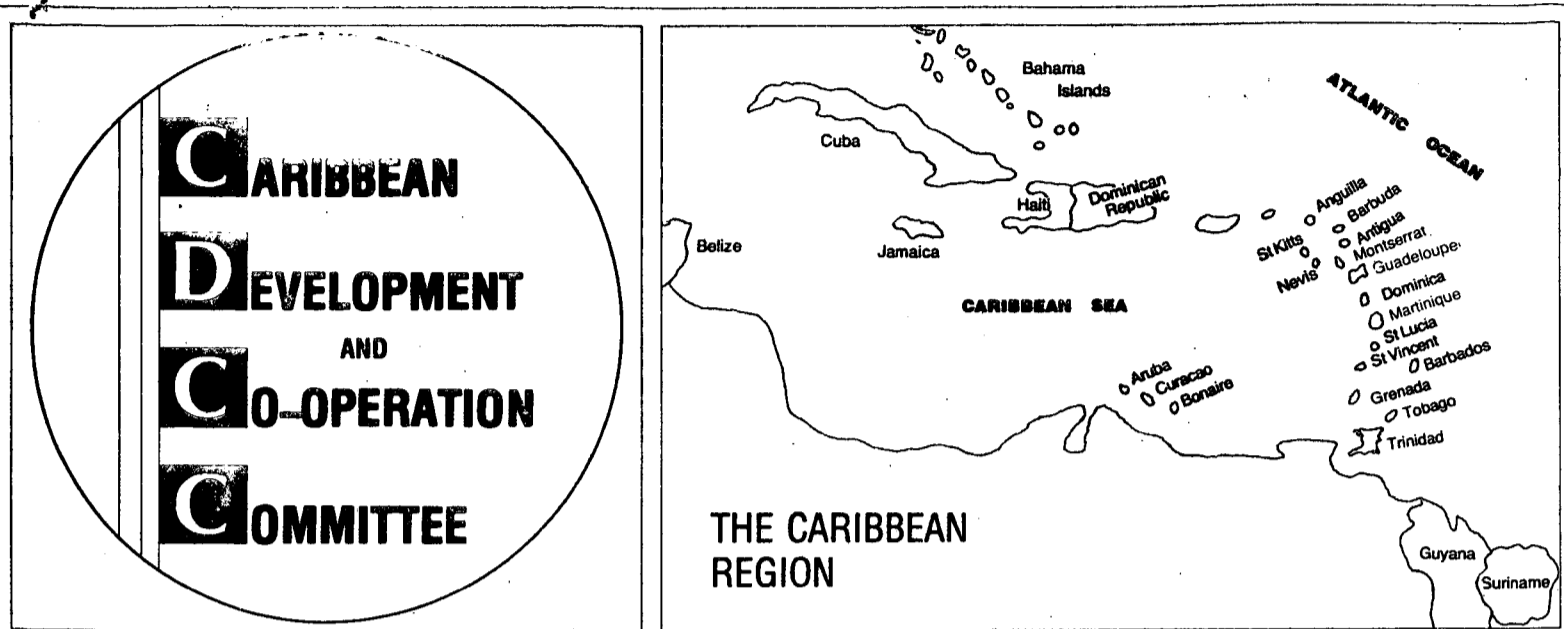 CARIBBEAN
DEVELOPMENT
AND
CO-OPERATION
COMMITTEE
Bahama
Islands
ATLANTIC OCEAN
Cuba
Haiti
Dominican
Republic
Jamaica
Belize
Anguilla
Barbuda
St Kitts
Antigua
Montserrat
Nevis
Guadeloupe
Dominica
Martinique
CARIBBEAN SEA
St Lucia
St Vincent
Barbados
Aruba
Curacao
Bonaire
Grenada
Tobago
Trinidad
THE CARIBBEAN
REGION
Guyana
Suriname